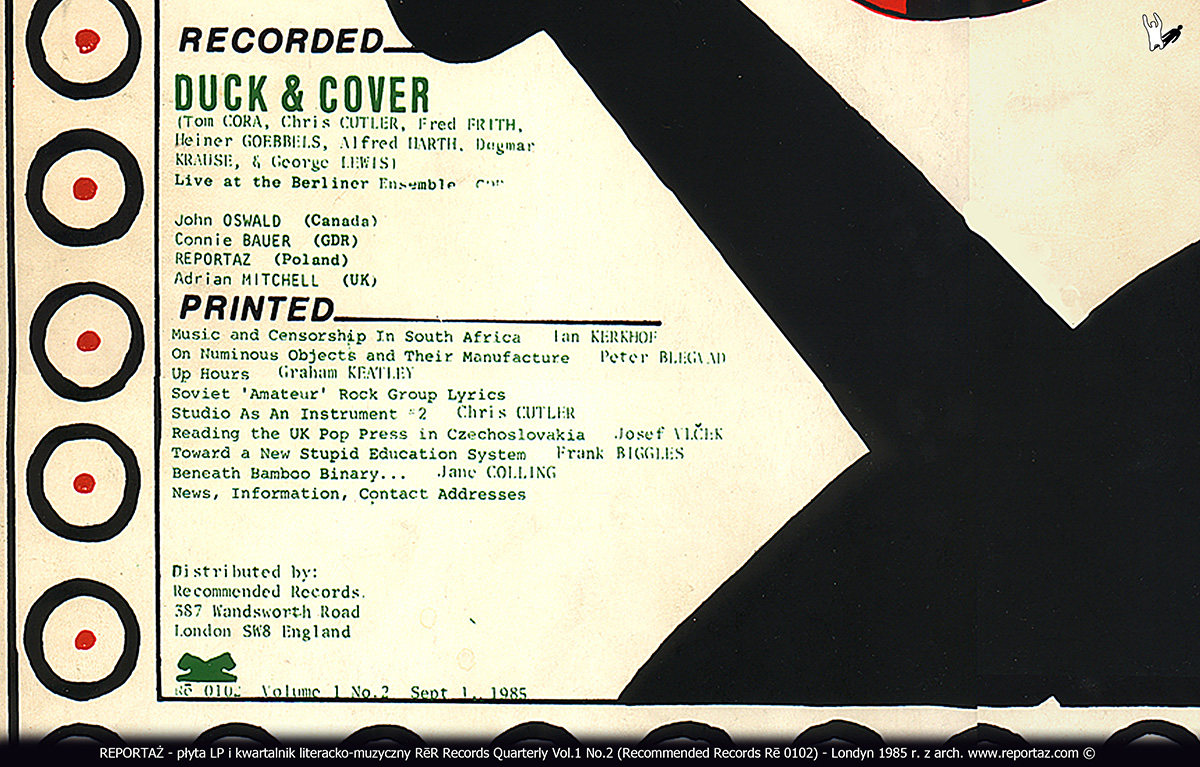 RECORDED
DUCK & COVER
(Tom CORA, Chris CUTLER, Fred FRITH,
Heiner GOEBBELS, Alfred HARTH, Dagmar
KRAUSE, & George LEWIS)
Live at the Berliner Ensemble
John OSWALD (Canada)
Connie BAUER (GDR)
REPORTAZ (Poland)
Adrian MITCHELL (UK)
PRINTED
Music and Censorship In South Africa Ian KERKHOF
On Numinous Objects and Their Manufacture Peter BLEGVAD
Up Hours Graham KEATLEY
Soviet 'Amateur' Rock Group Lyrics
Studio As An Instrument #2 Chris CUTLER
Reading the UK Pop Press in Czechoslovakia Josef VLČEK
Toward a New Stupid Education System Frank BIGGLES
Beneath Bamboo Binary... Jane COLLING
News, Information, Contact Addresses
Distributed by:
Recommended Records.
387 Wandsworth Road
London SW8 England
Rē 0102 Volume 1 No.2 Sept 1. 1985
REPORTAŻ - płyta LP i kwartalnik literacko-muzyczny RēR Records Quarterly Vol.1 No.2 (Recommended Records Rē 0102) - Londyn 1985 r. z arch. www.reportaz.com ©